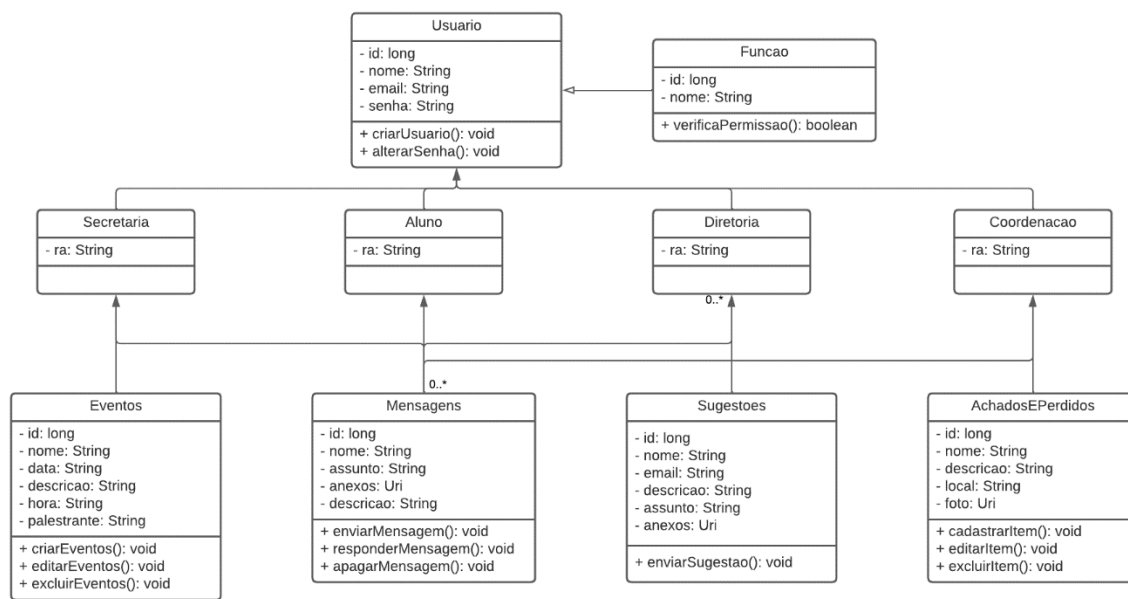 Usuario
- id: long
- nome: String
- email: String
- senha: String
+ criarUsuario(): void
+ alterarSenha(): void
Funcao
- id: long
- nome: String
+ verificaPermissao(): boolean
Secretaria
- ra: String
Aluno
- ra: String
Diretoria
- ra: String
Coordenacao
- ra: String
0..*
0..*
Eventos
- id: long
- nome: String
- data: String
- descricao: String
- hora: String
- palestrante: String
+ criarEventos(): void
+ editarEventos(): void
+ excluirEventos(): void
Mensagens
- id: long
- nome: String
- assunto: String
- anexos: Uri
- descricao: String
+ enviarMensagem(): void
+ responderMensagem(): void
+ apagarMensagem(): void
Sugestoes
- id: long
- nome: String
- email: String
- descricao: String
- assunto: String
- anexos: Uri
+ enviarSugestao(): void
AchadosEPerdidos
- id: long
- nome: String
- descricao: String
- local: String
- foto: Uri
+ cadastrarItem(): void
+ editarItem(): void
+ excluirItem(): void